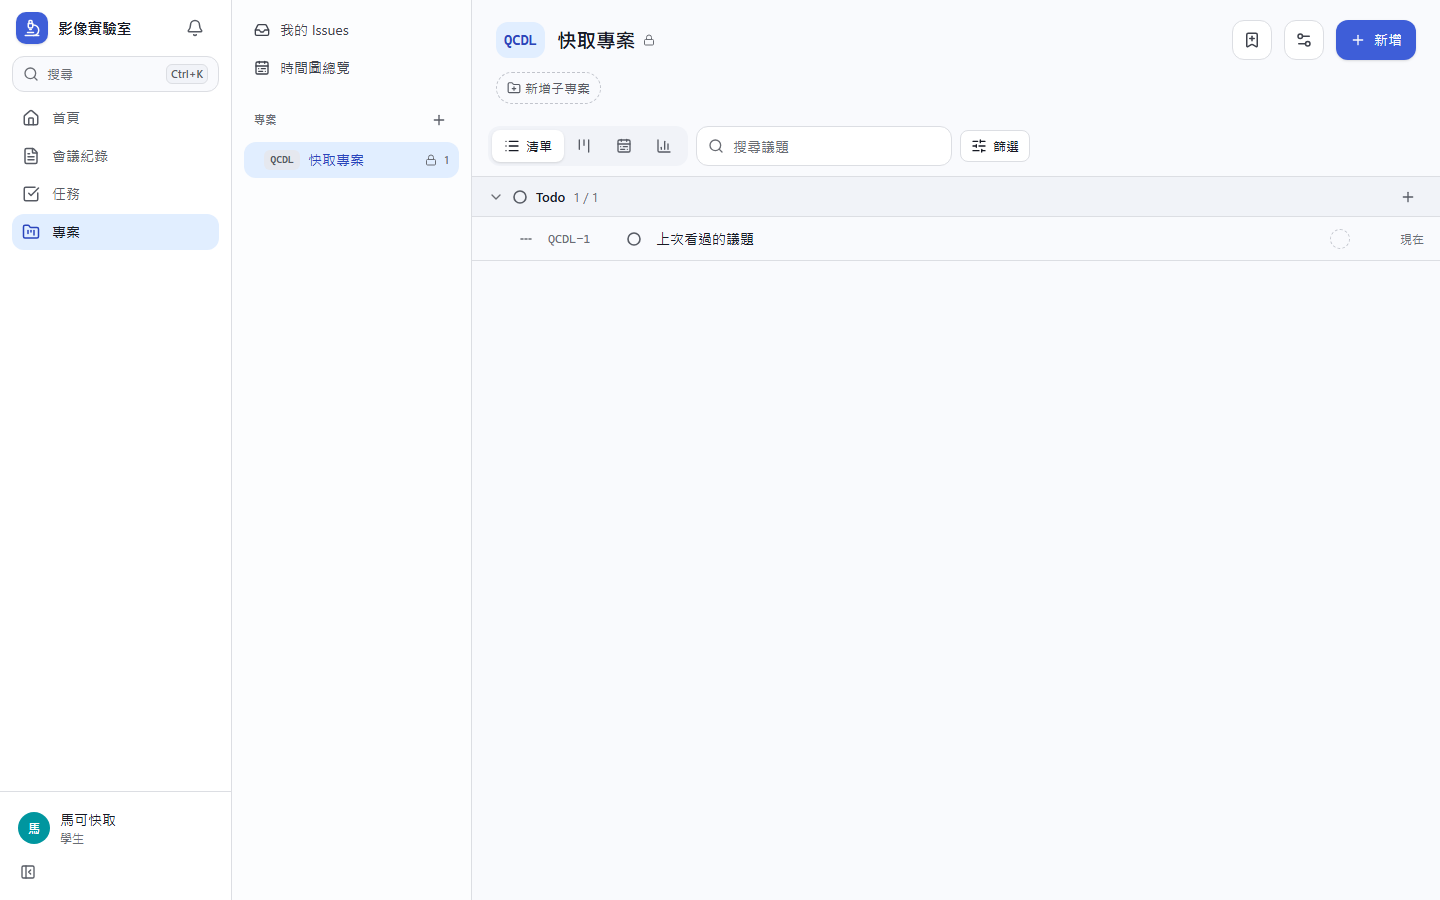 影像實驗室
搜尋
Ctrl+K
首頁
會議紀錄
任務
專案
馬
馬可快取
學生
我的 Issues
時間圖總覽
專案
QCDL 快取專案 1
QCDL 快取專案
新增
新增子專案
清單
搜尋議題
篩選
Todo 1 / 1
QCDL-1 上次看過的議題 現在